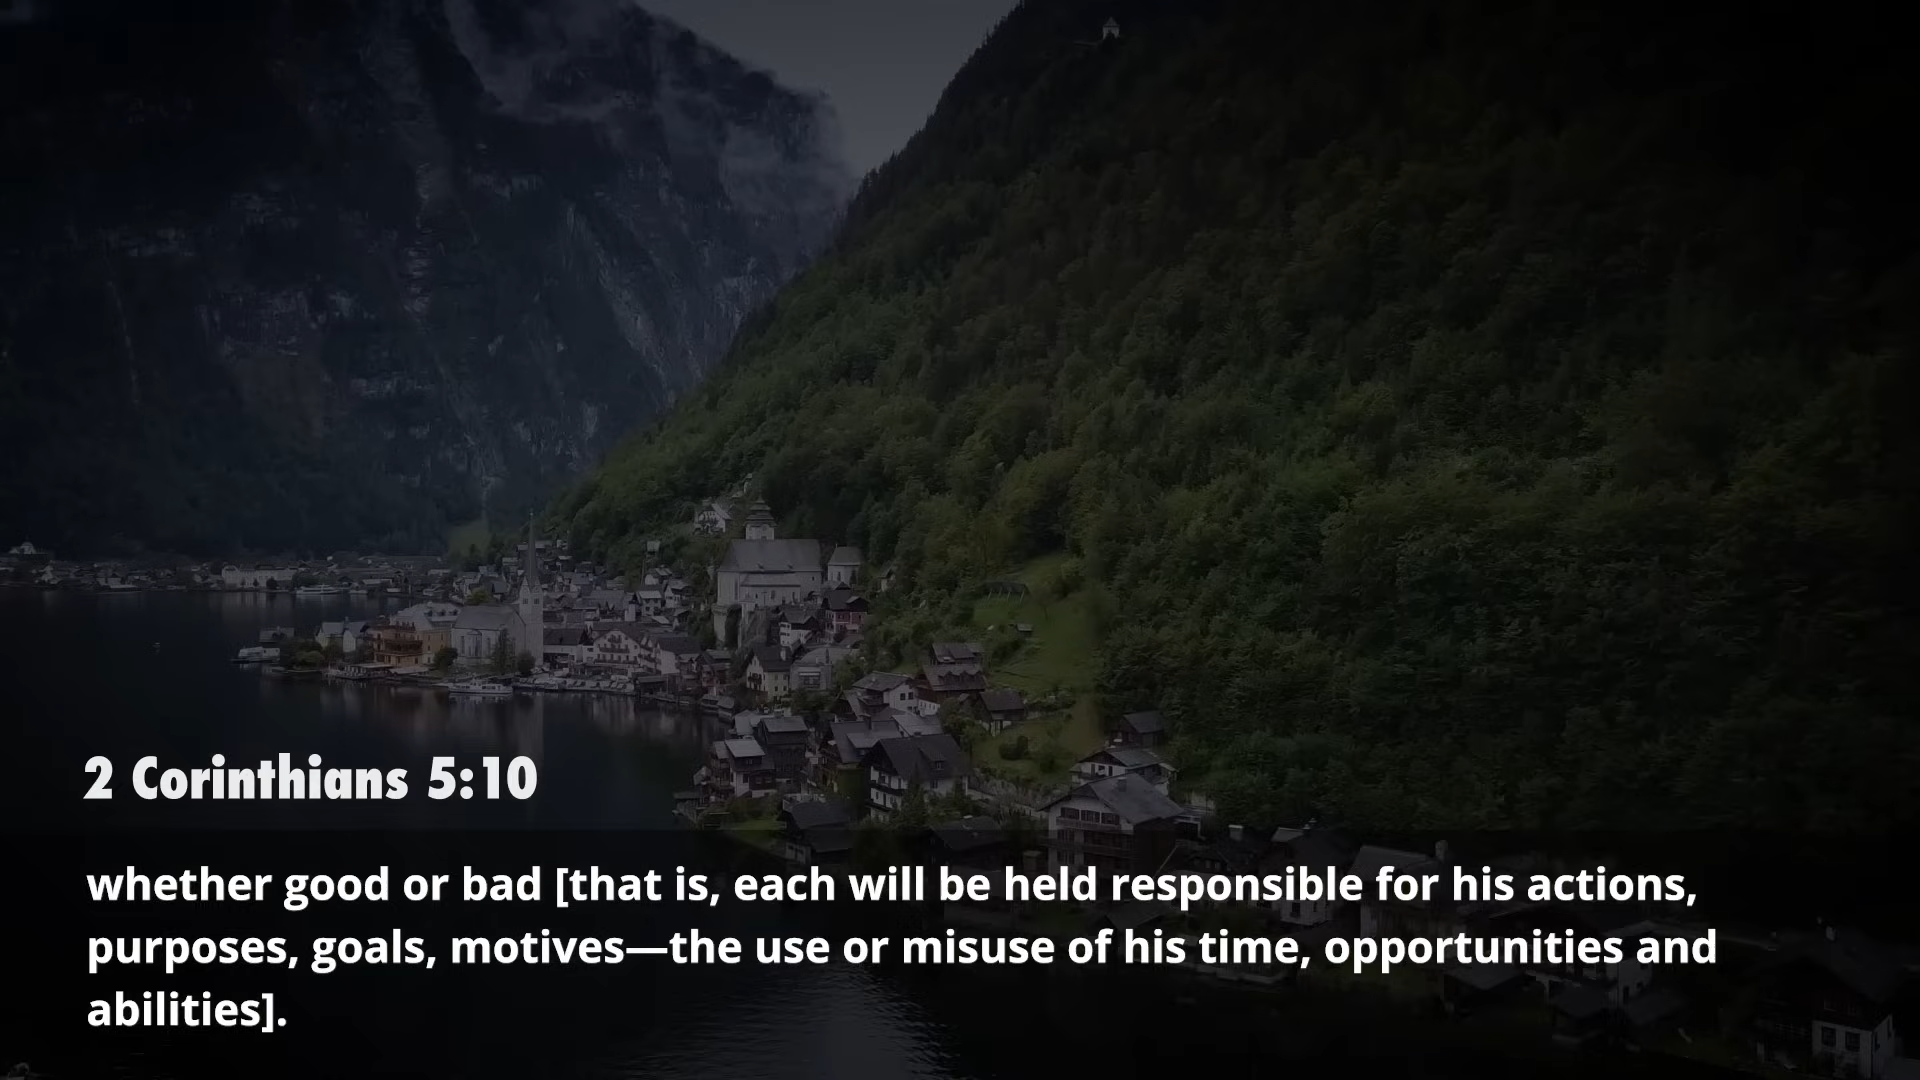 2 Corinthians 5:10
whether good or bad [that is, each will be held responsible for his actions,
purposes, goals, motives—the use or misuse of his time, opportunities and
abilities].